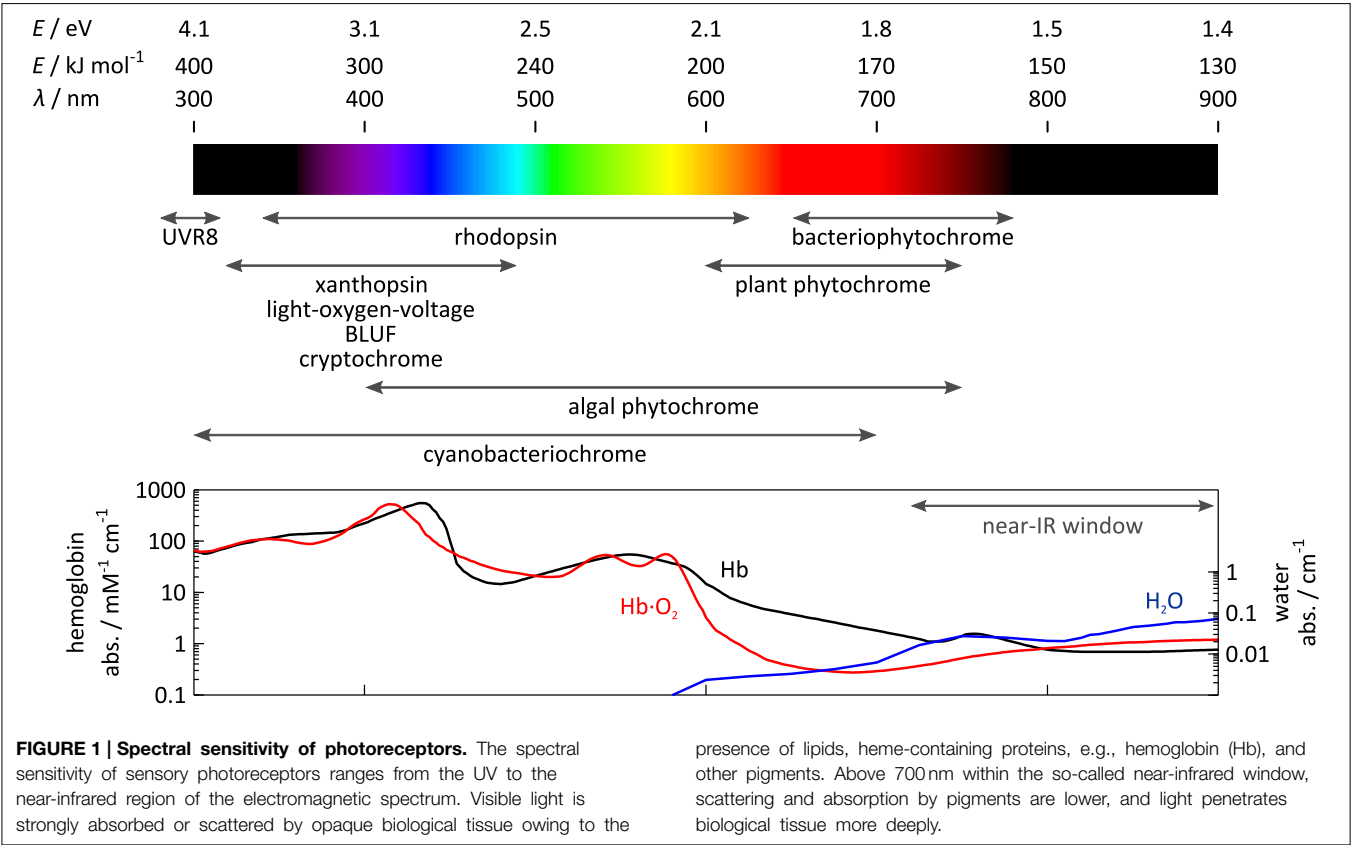 E / eV 4.1 3.1 2.5 2.1 1.8 1.5 1.4
E / kJ mol-1 400 300 240 200 170 150 130
λ / nm 300 400 500 600 700 800 900
UVR8 rhodopsin bacteriophytochrome
xanthopsin plant phytochrome
light-oxygen-voltage
BLUF
cryptochrome
algal phytochrome
cyanobacteriochrome
hemoglobin
abs. / mM-1 cm-1
1000
100
10
1
0.1
near-IR window
Hb
Hb·O2
H2O
1
0.1
0.01
water
abs. / cm-1
FIGURE 1 | Spectral sensitivity of photoreceptors. The spectral
sensitivity of sensory photoreceptors ranges from the UV to the
near-infrared region of the electromagnetic spectrum. Visible light is
strongly absorbed or scattered by opaque biological tissue owing to the
presence of lipids, heme-containing proteins, e.g., hemoglobin (Hb), and
other pigments. Above 700 nm within the so-called near-infrared window,
scattering and absorption by pigments are lower, and light penetrates
biological tissue more deeply.